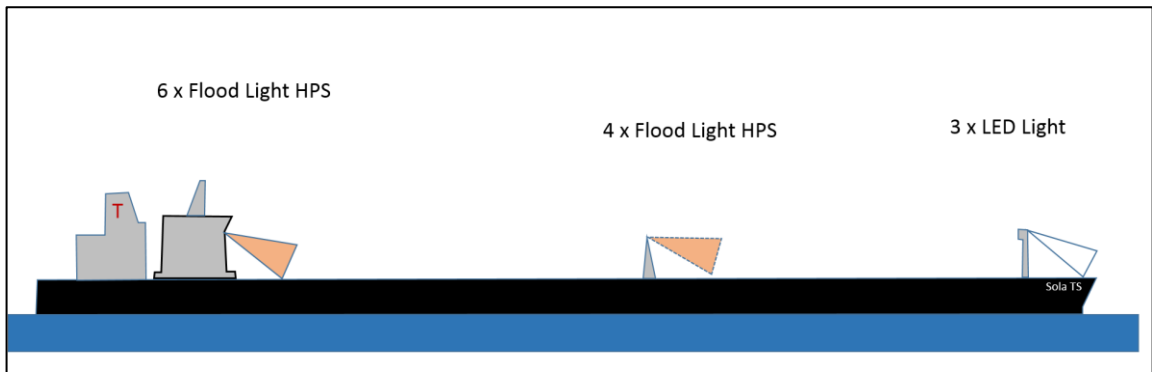 6 x Flood Light HPS
4 x Flood Light HPS
3 x LED Light
T
Sola TS